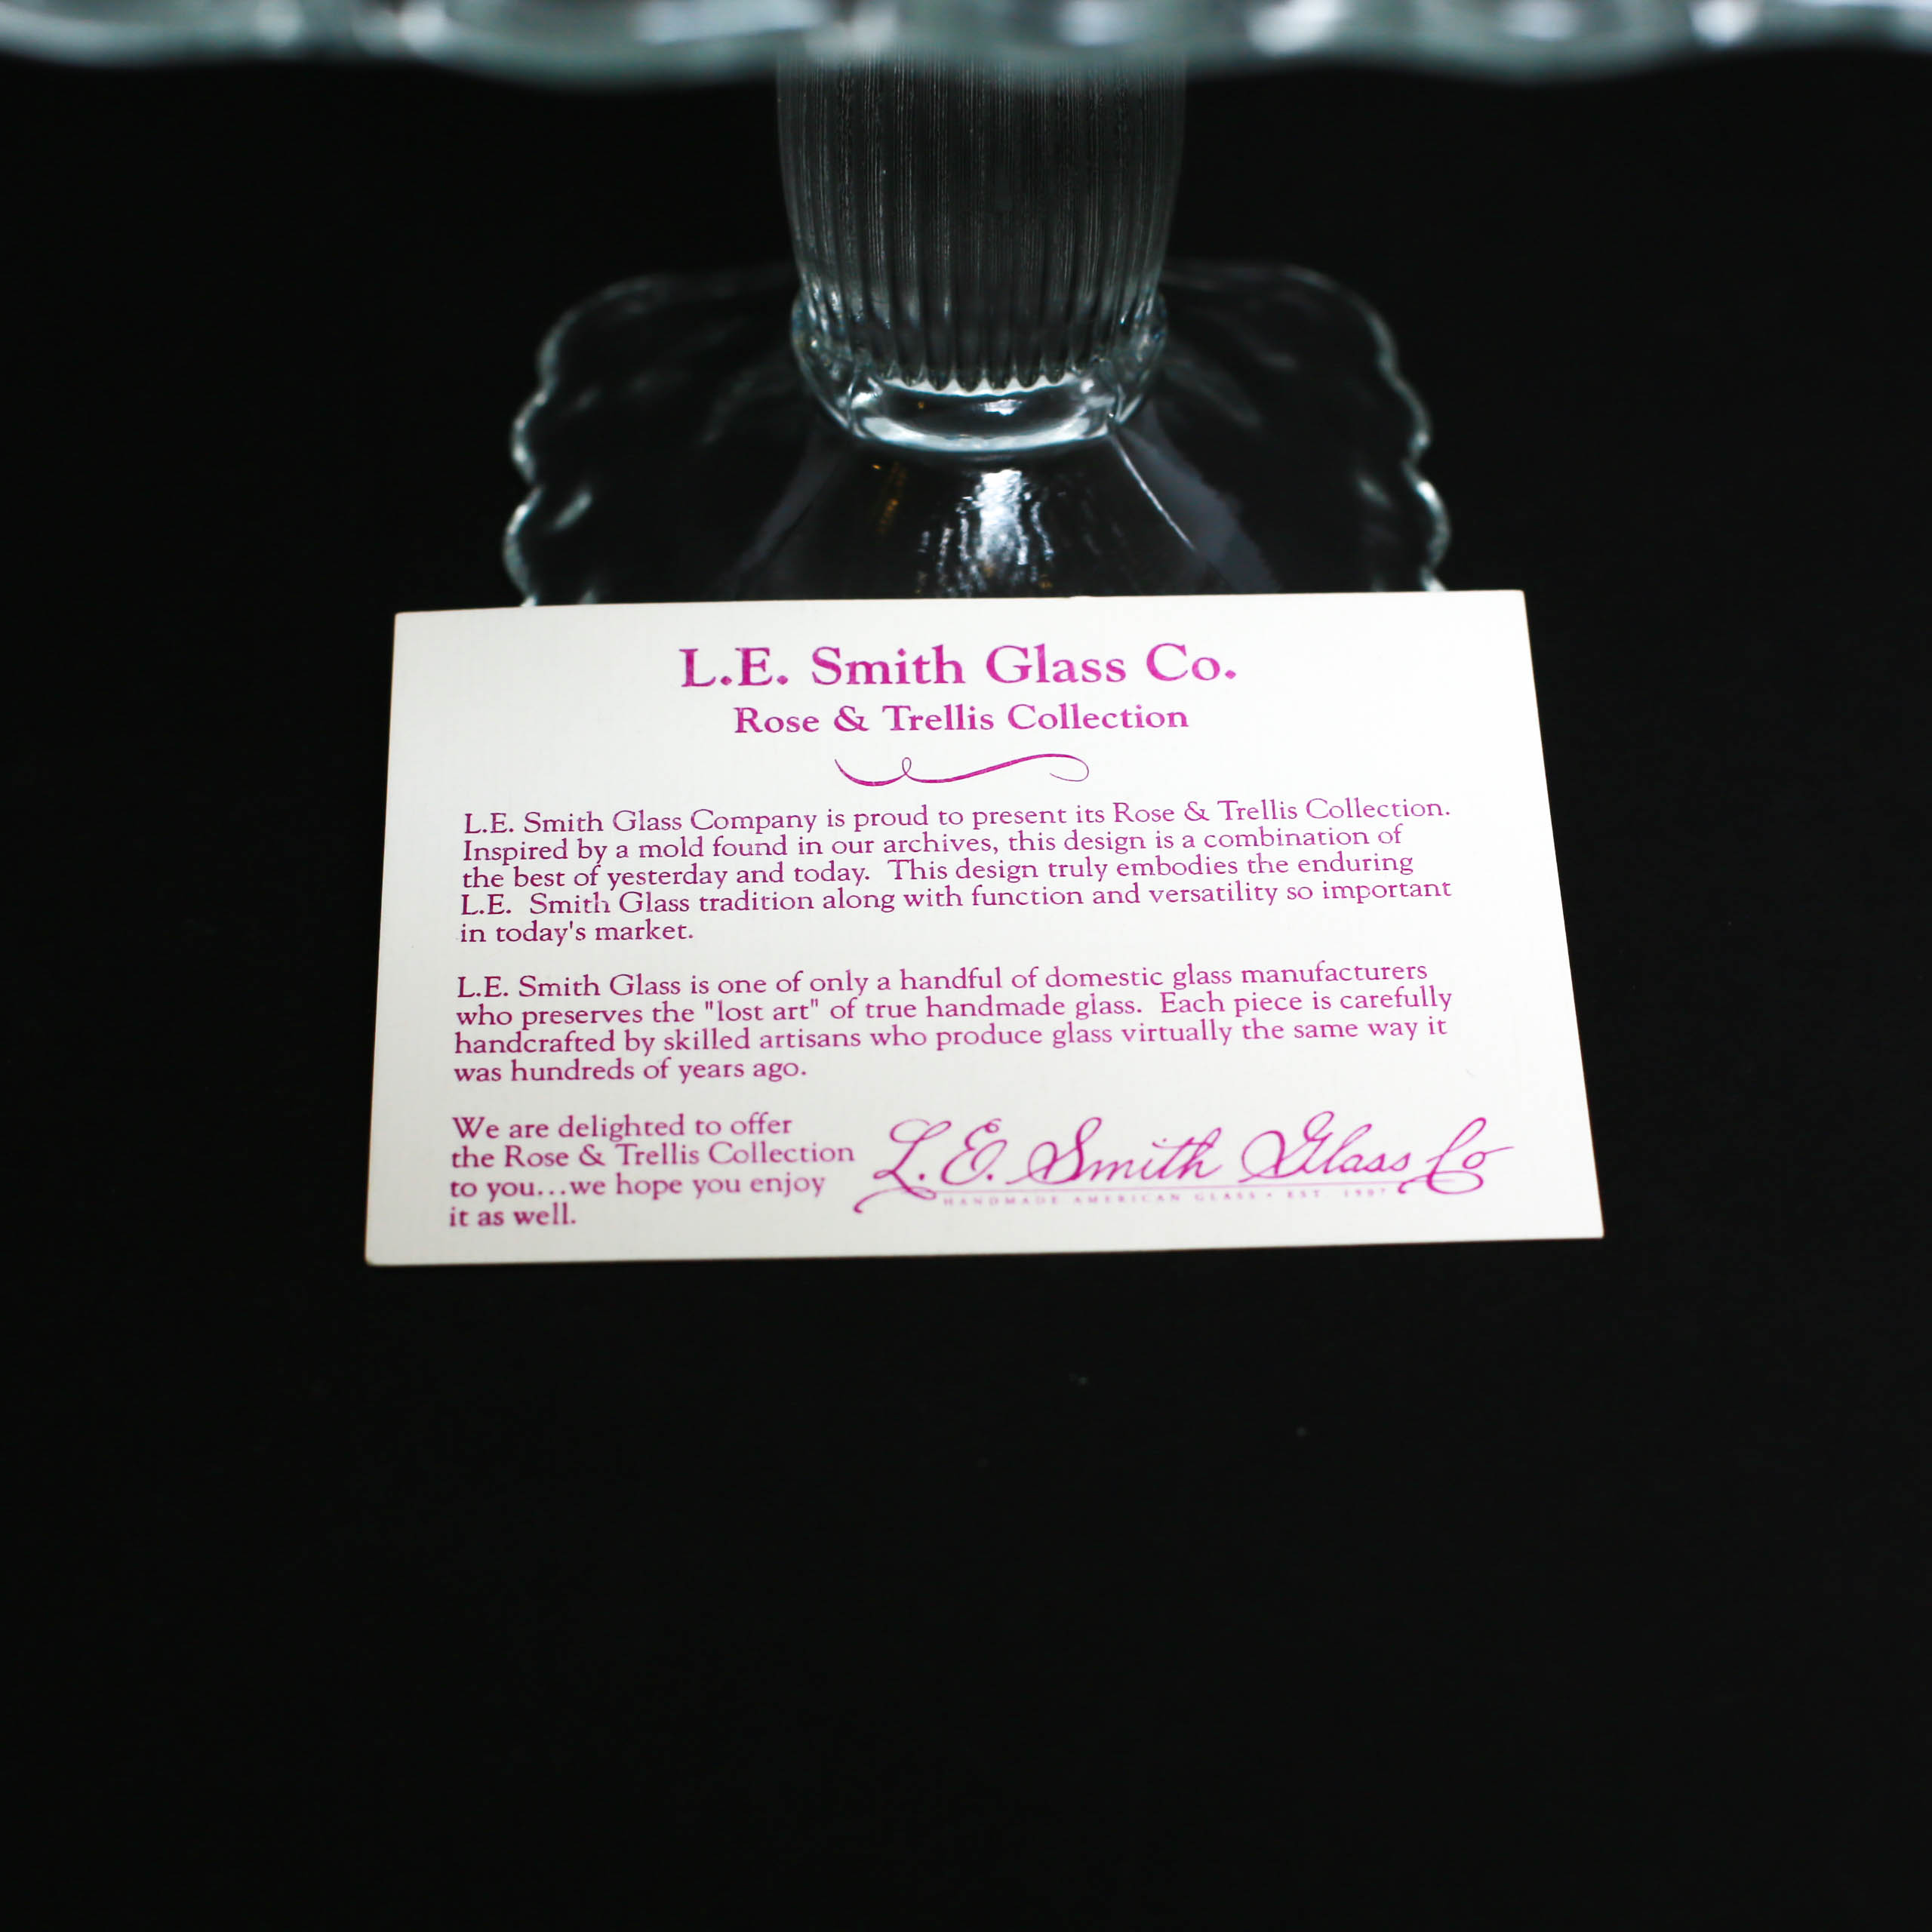 L.E. Smith Glass Co.
Rose & Trellis Collection
L.E. Smith Glass Company is proud to present its Rose & Trellis Collection.
Inspired by a mold found in our archives, this design is a combination of
the best of yesterday and today. This design truly embodies the enduring
L.E. Smith Glass tradition along with function and versatility so important
in today's market.
L.E. Smith Glass is one of only a handful of domestic glass manufacturers
who preserves the "lost art" of true handmade glass. Each piece is carefully
handcrafted by skilled artisans who produce glass virtually the same way it
was hundreds of years ago.
We are delighted to offer
the Rose & Trellis Collection
to you...we hope you enjoy
it as well.
L.E. Smith Glass Co
HANDMADE AMERICAN GLASS • EST. 1907